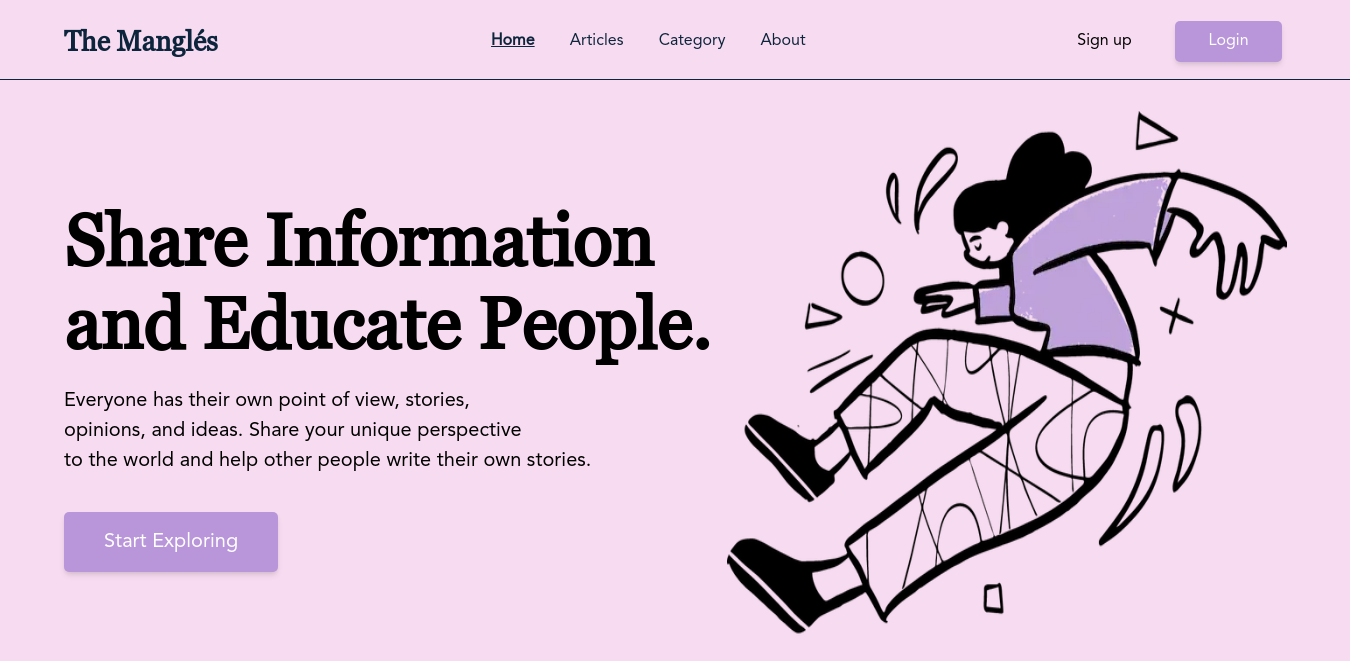 The Manglés
Home
Articles
Category
About
Sign up
Login
Share Information
and Educate People.
Everyone has their own point of view, stories,
opinions, and ideas. Share your unique perspective
to the world and help other people write their own stories.
Start Exploring